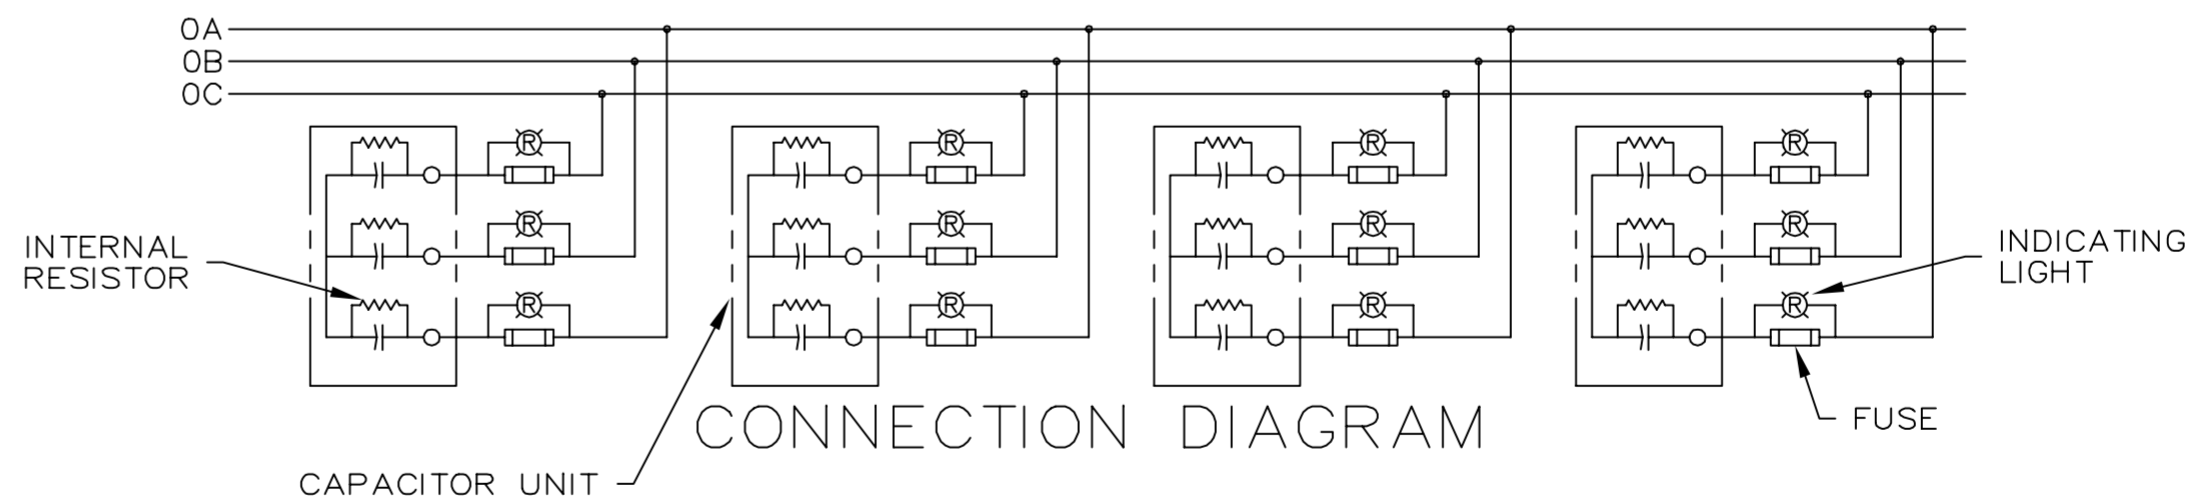 0A
0B
0C
R R R R
R R R R
INTERNAL
RESISTOR
INDICATING
LIGHT
R R R R
CONNECTION DIAGRAM
FUSE
CAPACITOR UNIT